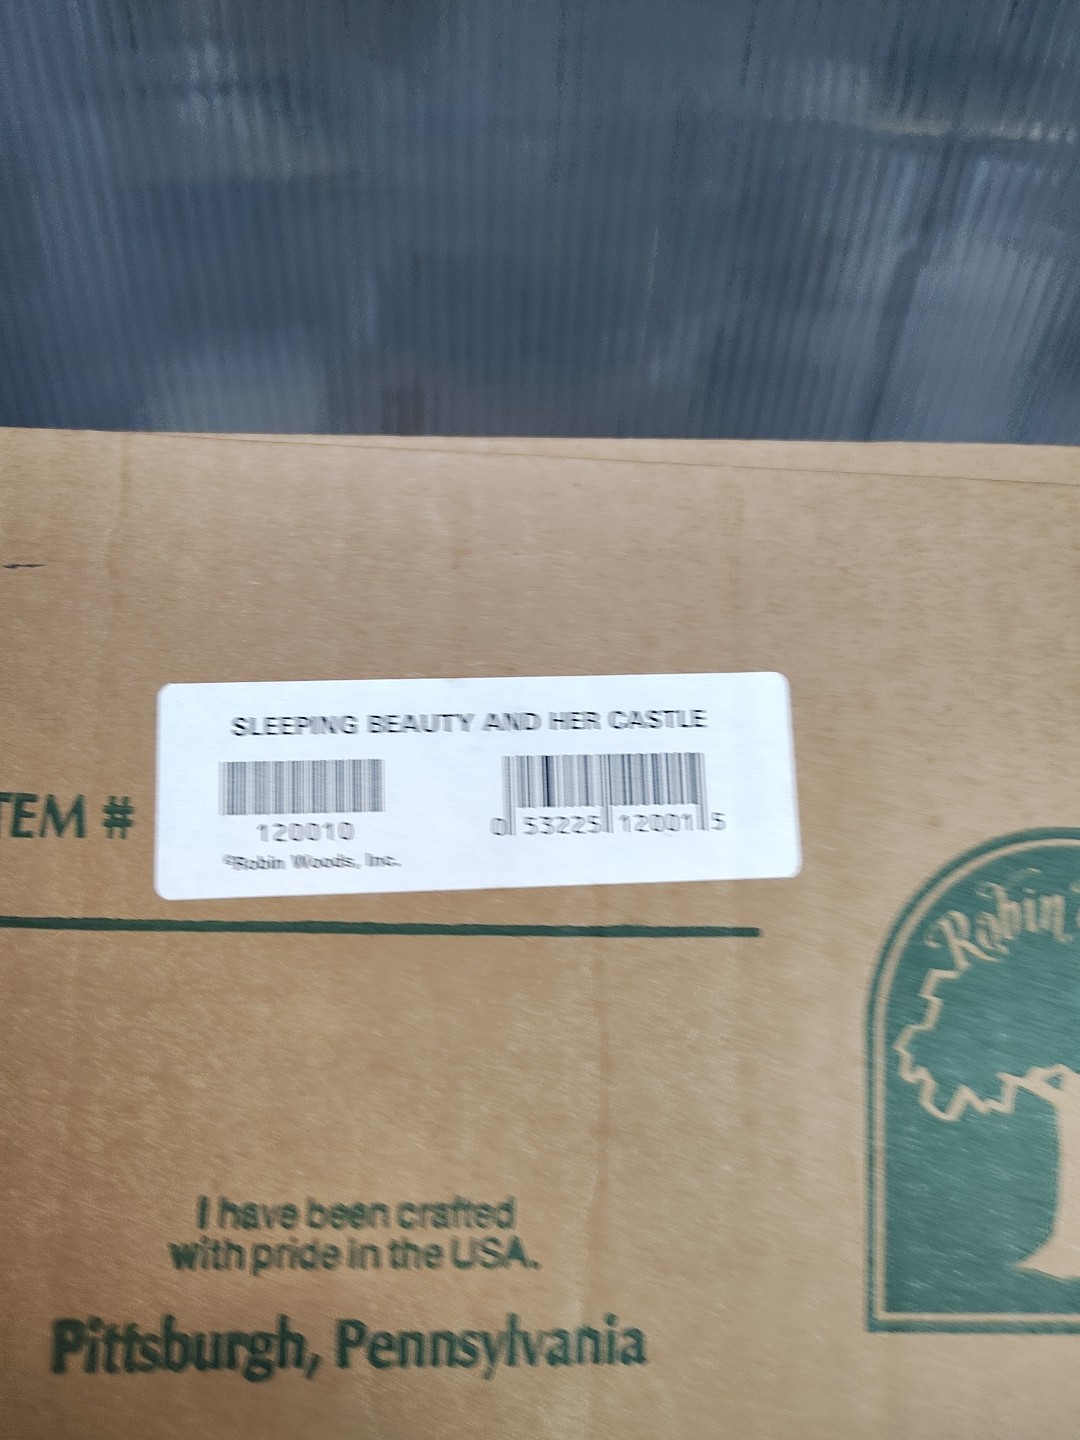 SLEEPING BEAUTY AND HER CASTLE
TEM #
120010
0 53225 12001 5
©Robin Woods, Inc.
Robin
I have been crafted
with pride in the USA.
Pittsburgh, Pennsylvania